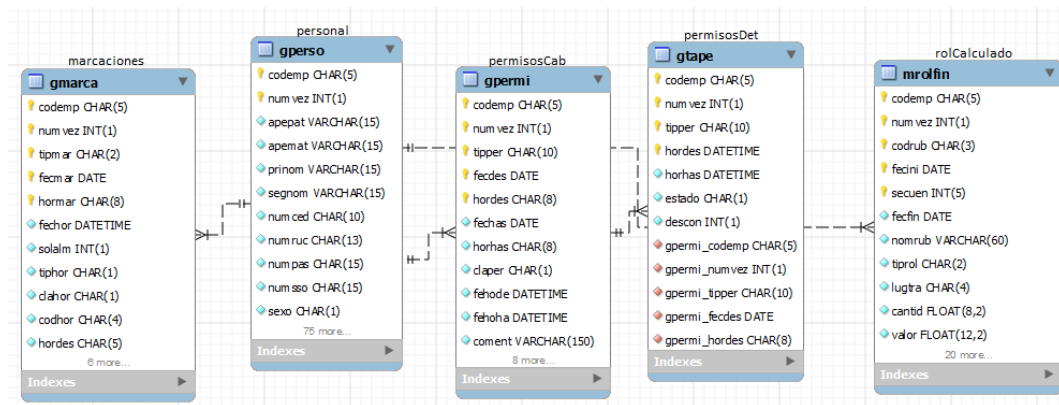 marcaciones
gmarca
codemp CHAR(5)
numvez INT(1)
tipmar CHAR(2)
fecmar DATE
hormar CHAR(8)
fechor DATETIME
solalm INT(1)
tiphor CHAR(1)
clahor CHAR(1)
codhor CHAR(4)
hordes CHAR(5)
6 more...
Indexes
personal
gperso
codemp CHAR(5)
numvez INT(1)
apepat VARCHAR(15)
apemat VARCHAR(15)
prinom VARCHAR(15)
segnom VARCHAR(15)
numced CHAR(10)
numruc CHAR(13)
numpas CHAR(15)
numsso CHAR(15)
sexo CHAR(1)
75 more...
Indexes
permisosCab
gpermi
codemp CHAR(5)
numvez INT(1)
tipper CHAR(10)
fecdes DATE
hordes CHAR(8)
fechas DATE
horhas CHAR(8)
claper CHAR(1)
fehode DATETIME
fehoha DATETIME
coment VARCHAR(150)
8 more...
Indexes
permisosDet
gtape
codemp CHAR(5)
numvez INT(1)
tipper CHAR(10)
hordes DATETIME
horhas DATETIME
estado CHAR(1)
descon INT(1)
gpermi_codemp CHAR(5)
gpermi_numvez INT(1)
gpermi_tipper CHAR(10)
gpermi_fecdes DATE
gpermi_hordes CHAR(8)
Indexes
rolCalculado
mrolfin
codemp CHAR(5)
numvez INT(1)
codrub CHAR(3)
fecini DATE
secuen INT(5)
fecfin DATE
nomrub VARCHAR(60)
tiprol CHAR(2)
lugtra CHAR(4)
cantid FLOAT(8,2)
valor FLOAT(12,2)
20 more...
Indexes